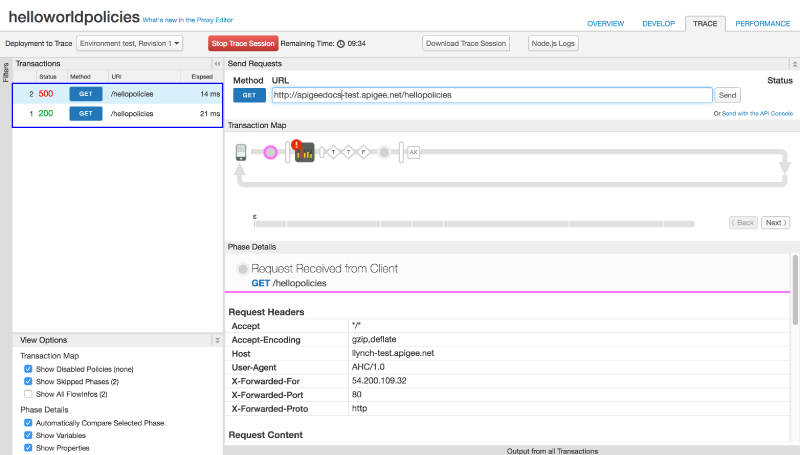 helloworldpolicies What's new in the Proxy Editor
OVERVIEW DEVELOP TRACE PERFORMANCE
Deployment to Trace Environment test, Revision 1 Stop Trace Session Remaining Time: 09:34 Download Trace Session Node.js Logs
Filters
Transactions
Status Method URI Elapsed
2 500 GET /hellopolicies 14 ms
1 200 GET /hellopolicies 21 ms
Send Requests
Method URL Status
GET http://apigeedocs-test.apigee.net/hellopolicies Send
Or Send with the API Console
Transaction Map
! T T F AX
ε
Back Next
Phase Details
Request Received from Client
GET /hellopolicies
Request Headers
Accept */*
Accept-Encoding gzip,deflate
Host llynch-test.apigee.net
User-Agent AHC/1.0
X-Forwarded-For 54.200.109.32
X-Forwarded-Port 80
X-Forwarded-Proto http
Request Content
View Options
Transaction Map
Show Disabled Policies (none)
Show Skipped Phases (2)
Show All FlowInfos (2)
Phase Details
Automatically Compare Selected Phase
Show Variables
Show Properties
Output from all Transactions